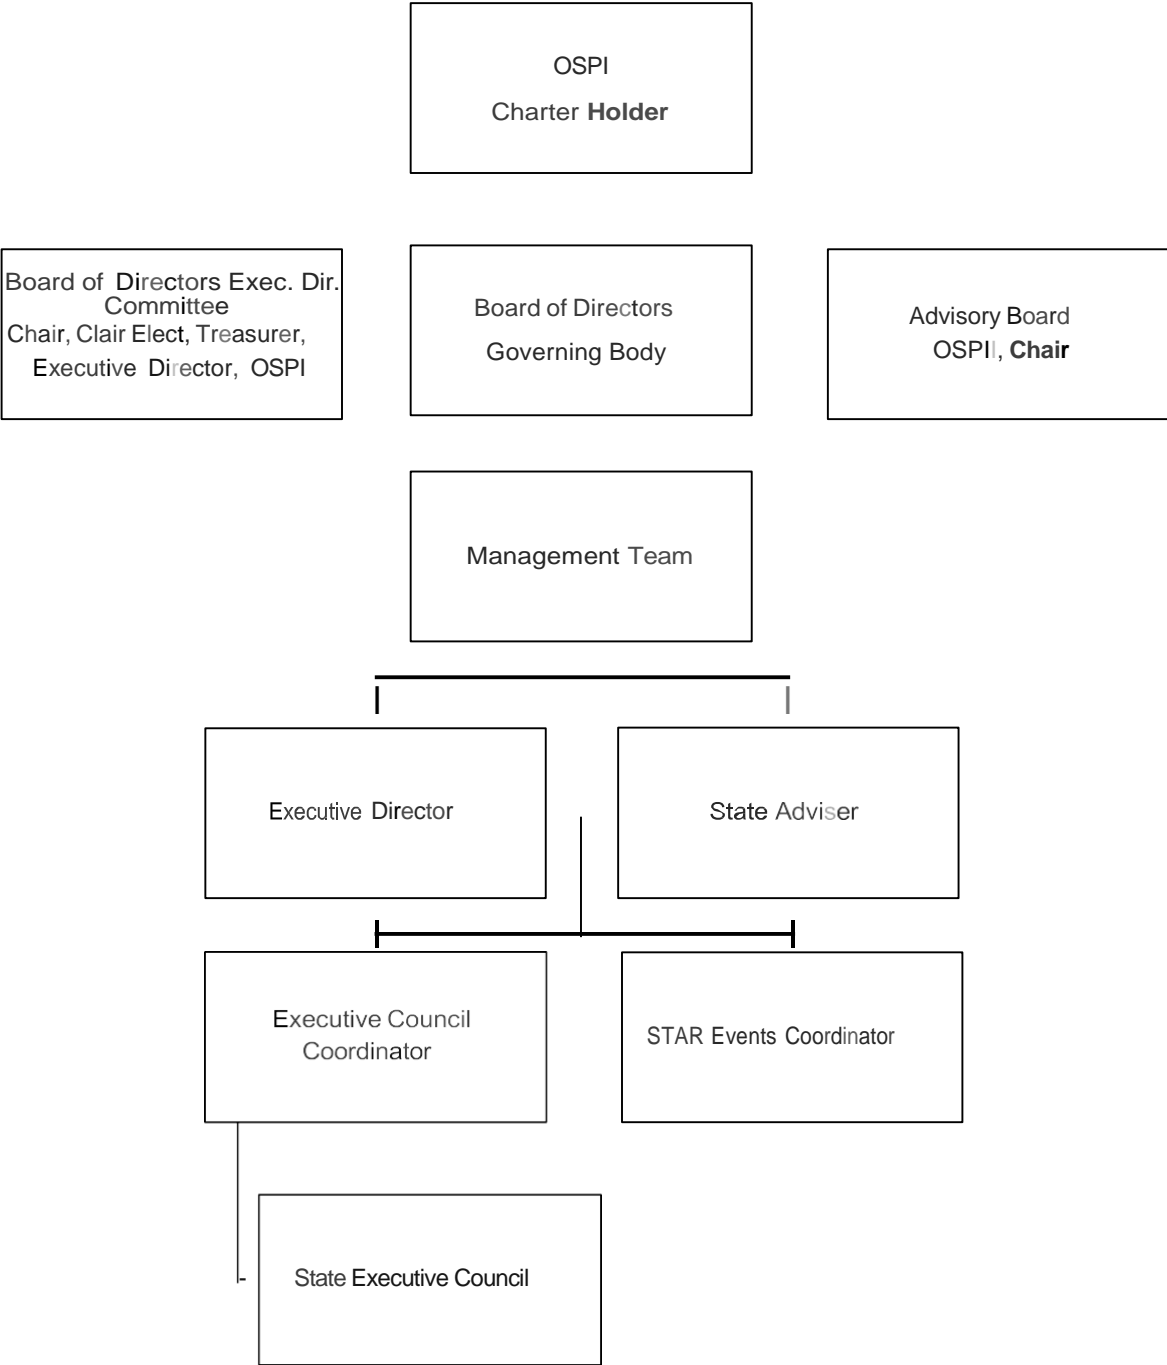 OSPI
Charter Holder
Board of Directors Exec. Dir.
Committee
Chair, Clair Elect, Treasurer,
Executive Director, OSPI
Board of Directors
Governing Body
Advisory Board
OSPIl, Chair
Management Team
Executive Director
State Adviser
Executive Council
Coordinator
STAR Events Coordinator
State Executive Council